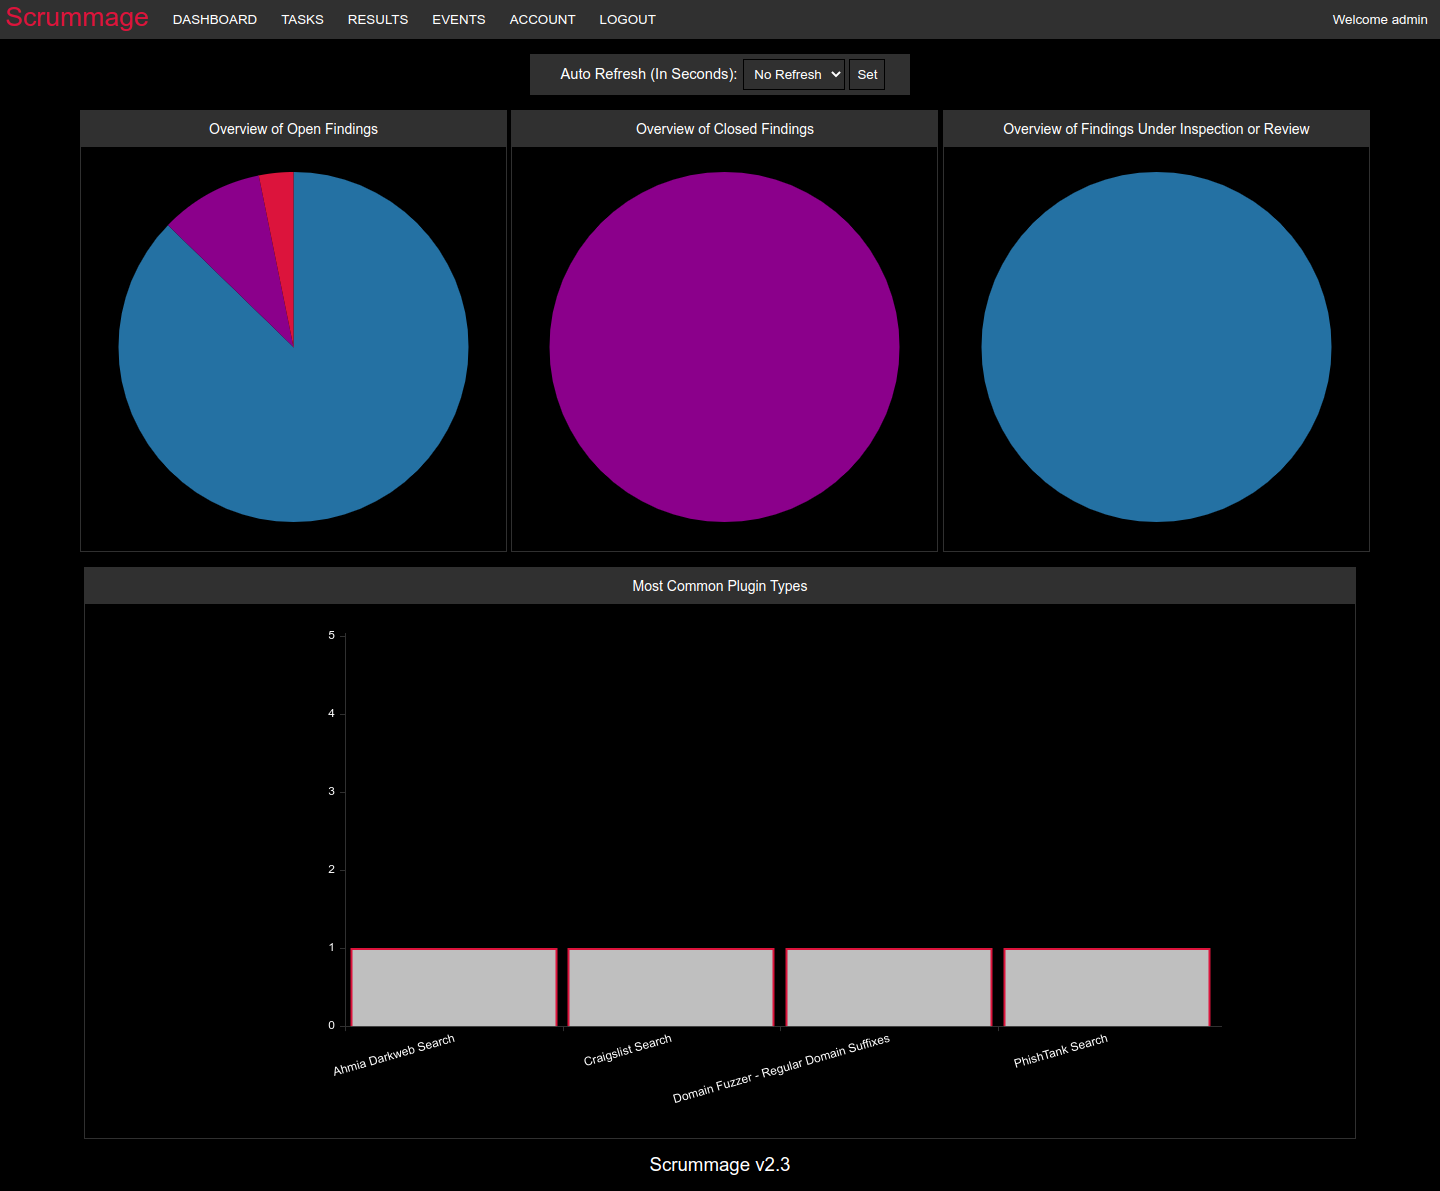 Scrummage DASHBOARD TASKS RESULTS EVENTS ACCOUNT LOGOUT Welcome admin
Auto Refresh (In Seconds): No Refresh Set
Overview of Open Findings
Overview of Closed Findings
Overview of Findings Under Inspection or Review
Most Common Plugin Types
5
4
3
2
1
0
Ahmia Darkweb Search
Craigslist Search
Domain Fuzzer - Regular Domain Suffixes
PhishTank Search
Scrummage v2.3